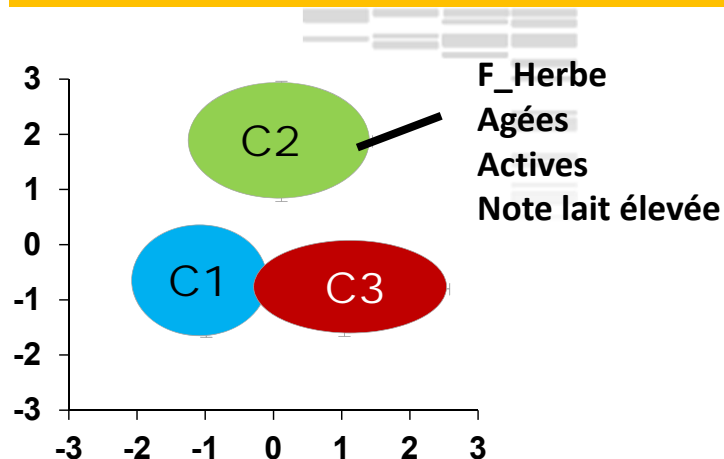 F_Herbe
Agées
Actives
Note lait élevée
3
2
1
0
-1
-2
-3
C2
C1
C3
-3 -2 -1 0 1 2 3